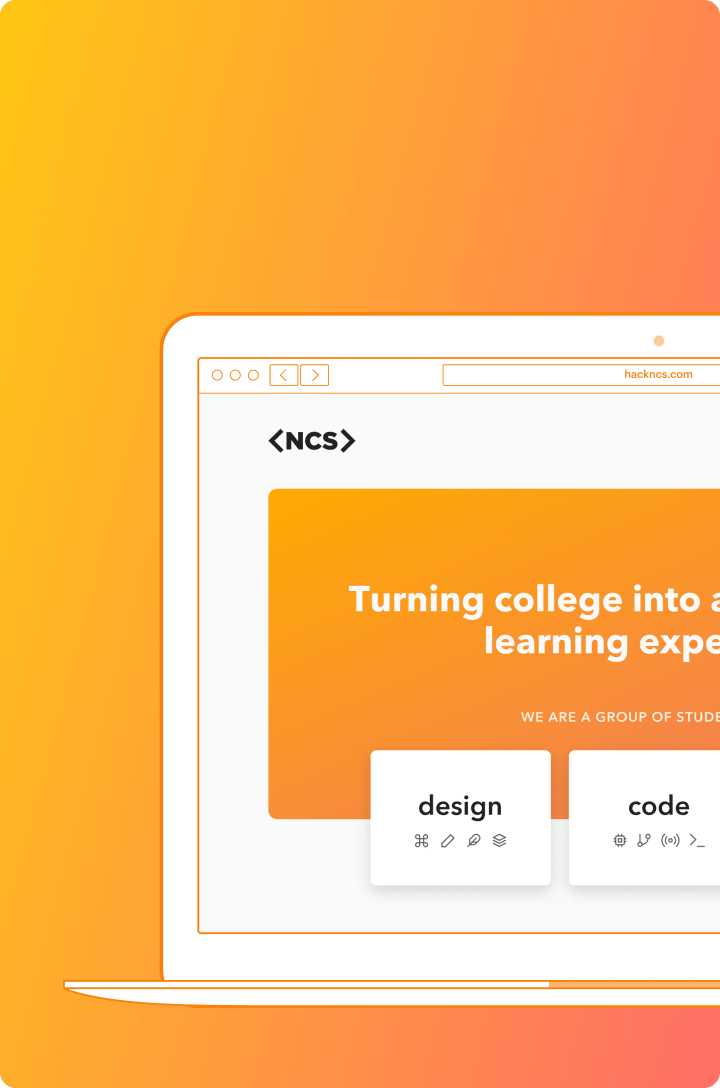 hackncs.com
<NCS>
Turning college into a
learning expe
WE ARE A GROUP OF STUDE
design
code